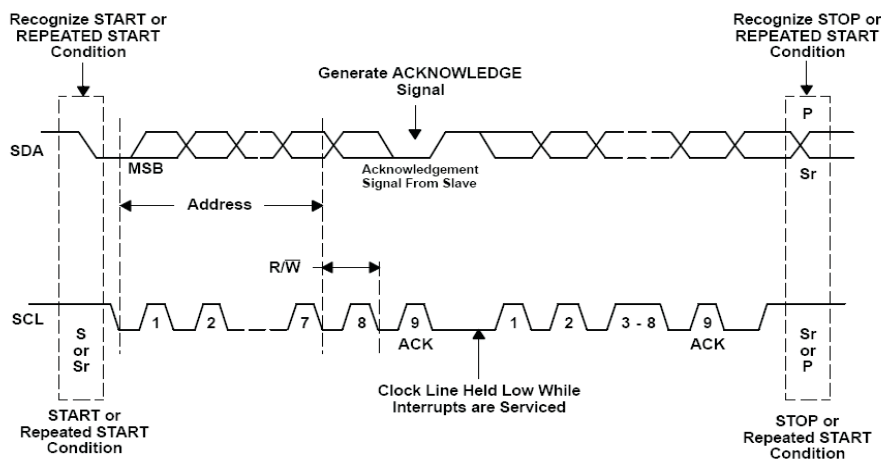 Recognize START or
REPEATED START
Condition
Recognize STOP or
REPEATED START
Condition
Generate ACKNOWLEDGE
Signal
P
SDA
MSB
Acknowledgement
Signal From Slave
Sr
Address
R/W̅
SCL
1
2
7
8
9
1
2
3 - 8
9
ACK
ACK
S
or
Sr
Sr
or
P
Clock Line Held Low While
Interrupts are Serviced
START or
Repeated START
Condition
STOP or
Repeated START
Condition